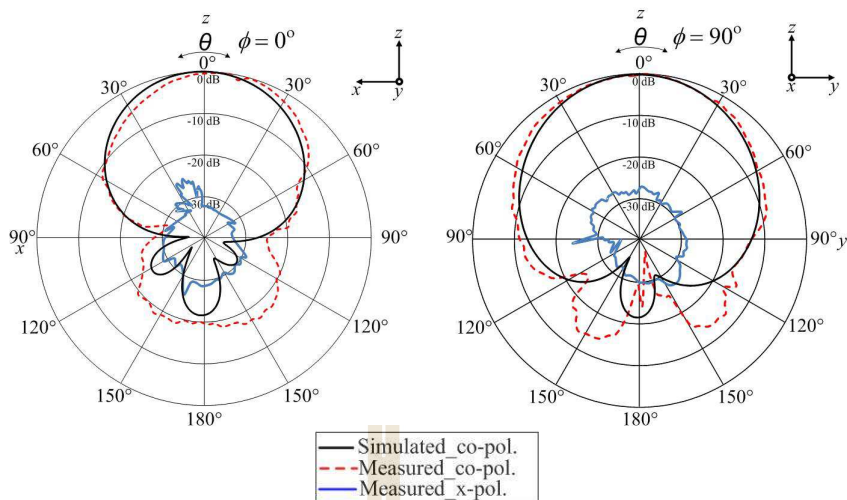 z
θ ϕ = 0°
0°
z
x y
0 dB
30° 30°
-10 dB
60° 60°
-20 dB
-30 dB
90° 90°
x
120° 120°
150° 150°
180°
z
θ ϕ = 90°
0°
z
x y
0 dB
30° 30°
-10 dB
60° 60°
-20 dB
-30 dB
90° 90° y
120° 120°
150° 150°
180°
Simulated_co-pol.
Measured_co-pol.
Measured_x-pol.